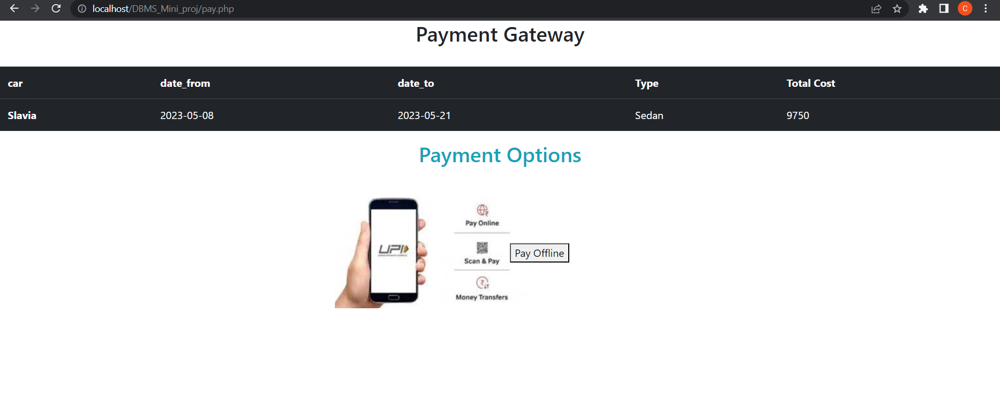 localhost/DBMS_Mini_proj/pay.php
C
Payment Gateway
car date_from date_to Type Total Cost
Slavia 2023-05-08 2023-05-21 Sedan 9750
Payment Options
Pay Online
UPI
Scan & Pay
Pay Offline
Money Transfers